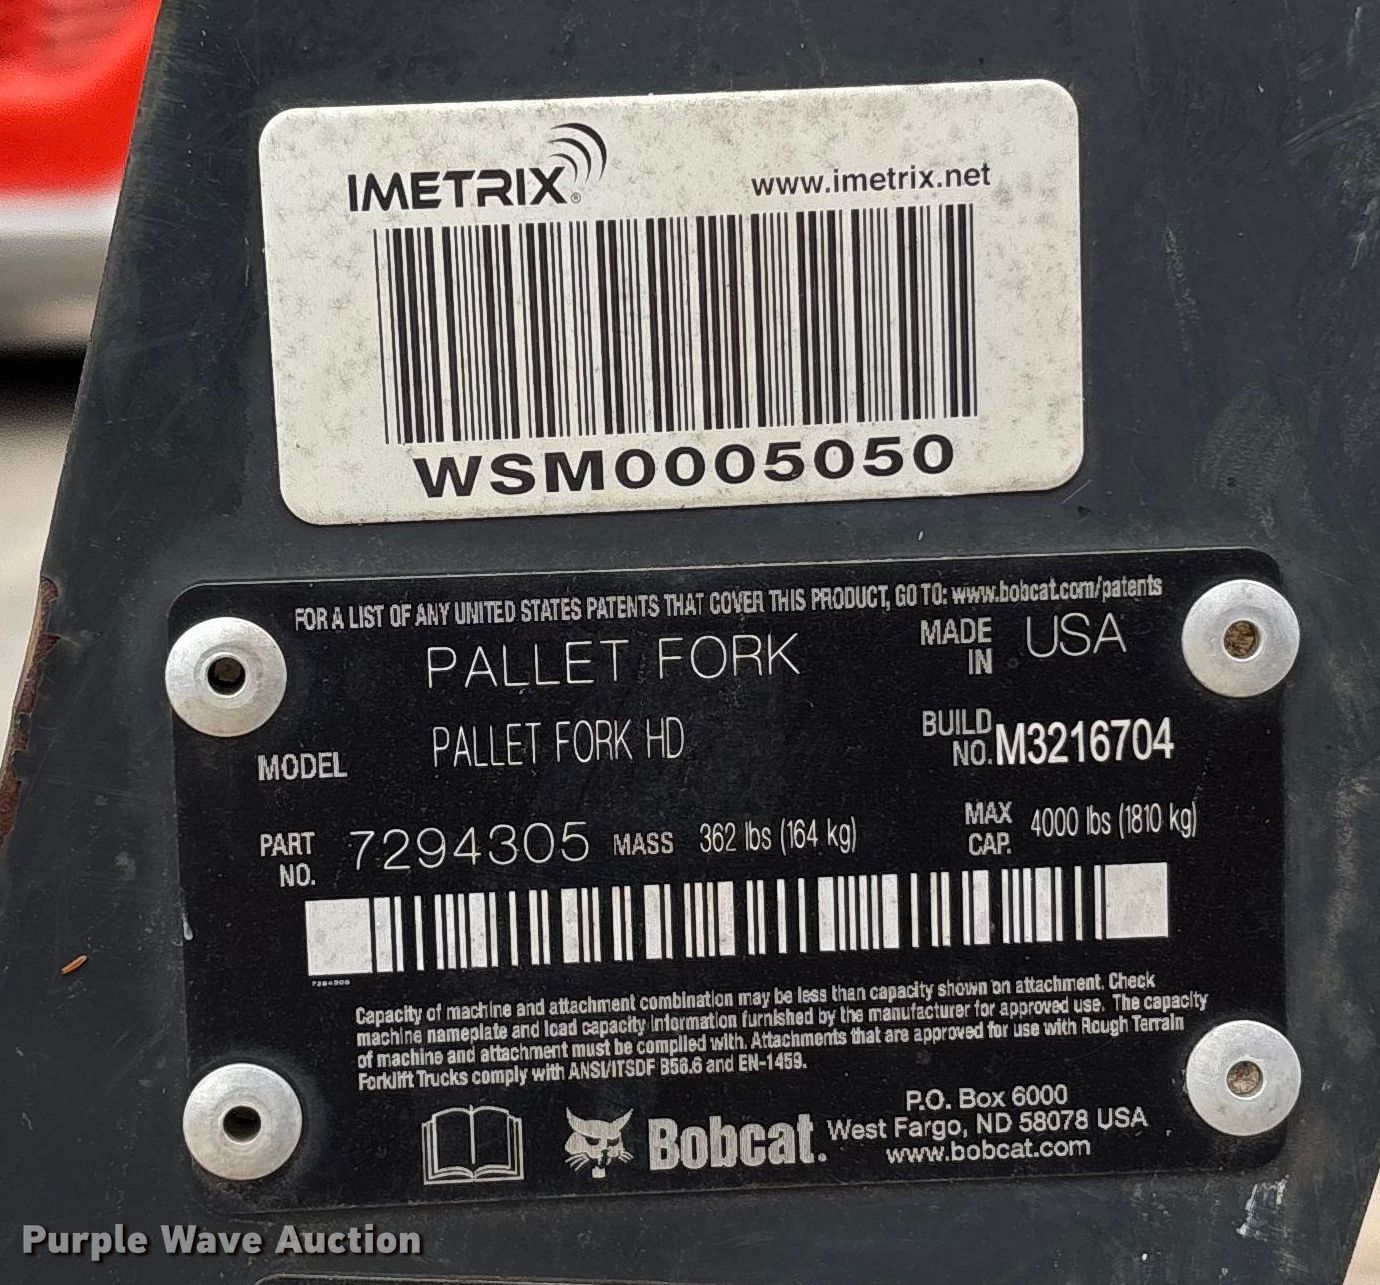 IMETRIX®
www.imetrix.net
WSM0005050
FOR A LIST OF ANY UNITED STATES PATENTS THAT COVER THIS PRODUCT, GO TO: www.bobcat.com/patents
PALLET FORK
MADE IN USA
MODEL PALLET FORK HD
BUILD NO. M3216704
PART NO. 7294305 MASS 362 lbs (164 kg)
MAX CAP. 4000 lbs (1810 kg)
7294305
Capacity of machine and attachment combination may be less than capacity shown on attachment. Check
machine nameplate and load capacity information furnished by the manufacturer for approved use. The capacity
of machine and attachment must be complied with. Attachments that are approved for use with Rough Terrain
Forklift Trucks comply with ANSI/ITSDF B56.6 and EN-1459.
Bobcat.
P.O. Box 6000
West Fargo, ND 58078 USA
www.bobcat.com
Purple Wave Auction